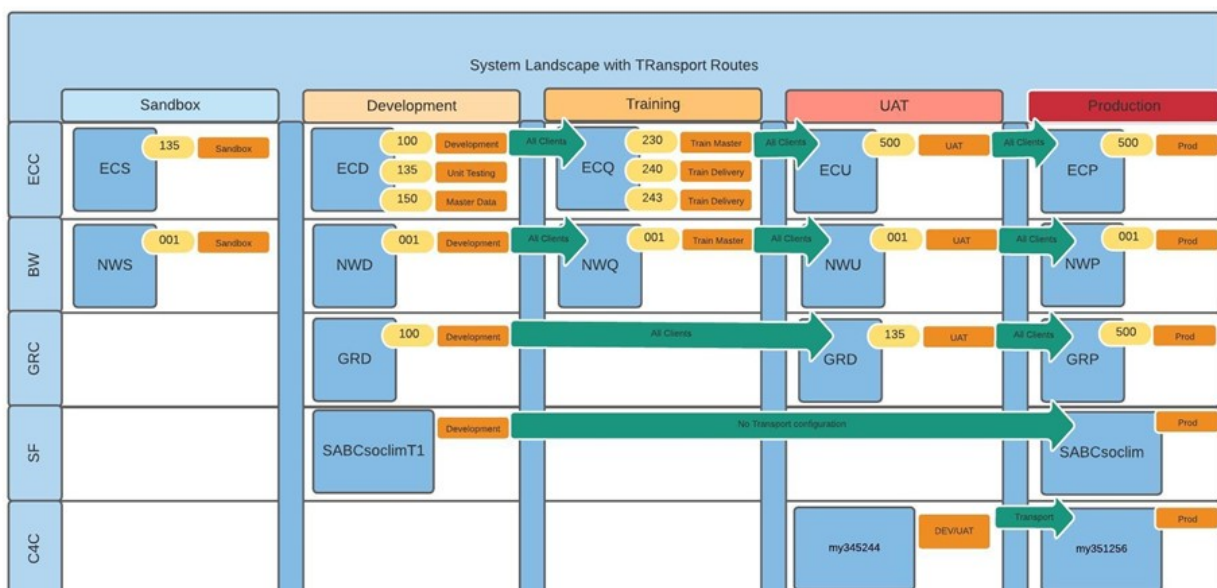 System Landscape with TRansport Routes
Sandbox
Development
Training
UAT
Production
ECC
ECS
135
Sandbox
ECD
100
Development
135
Unit Testing
150
Master Data
All Clients
ECQ
230
Train Master
240
Train Delivery
243
Train Delivery
All Clients
ECU
500
UAT
All Clients
ECP
500
Prod
BW
NWS
001
Sandbox
NWD
001
Development
All Clients
NWQ
001
Train Master
All Clients
NWU
001
UAT
All Clients
NWP
001
Prod
GRC
GRD
100
Development
All Clients
GRD
135
UAT
All Clients
GRP
500
Prod
SF
SABCsoclimT1
Development
No Transport configuration
SABCsoclim
Prod
C4C
my345244
DEV/UAT
Transport
my351256
Prod